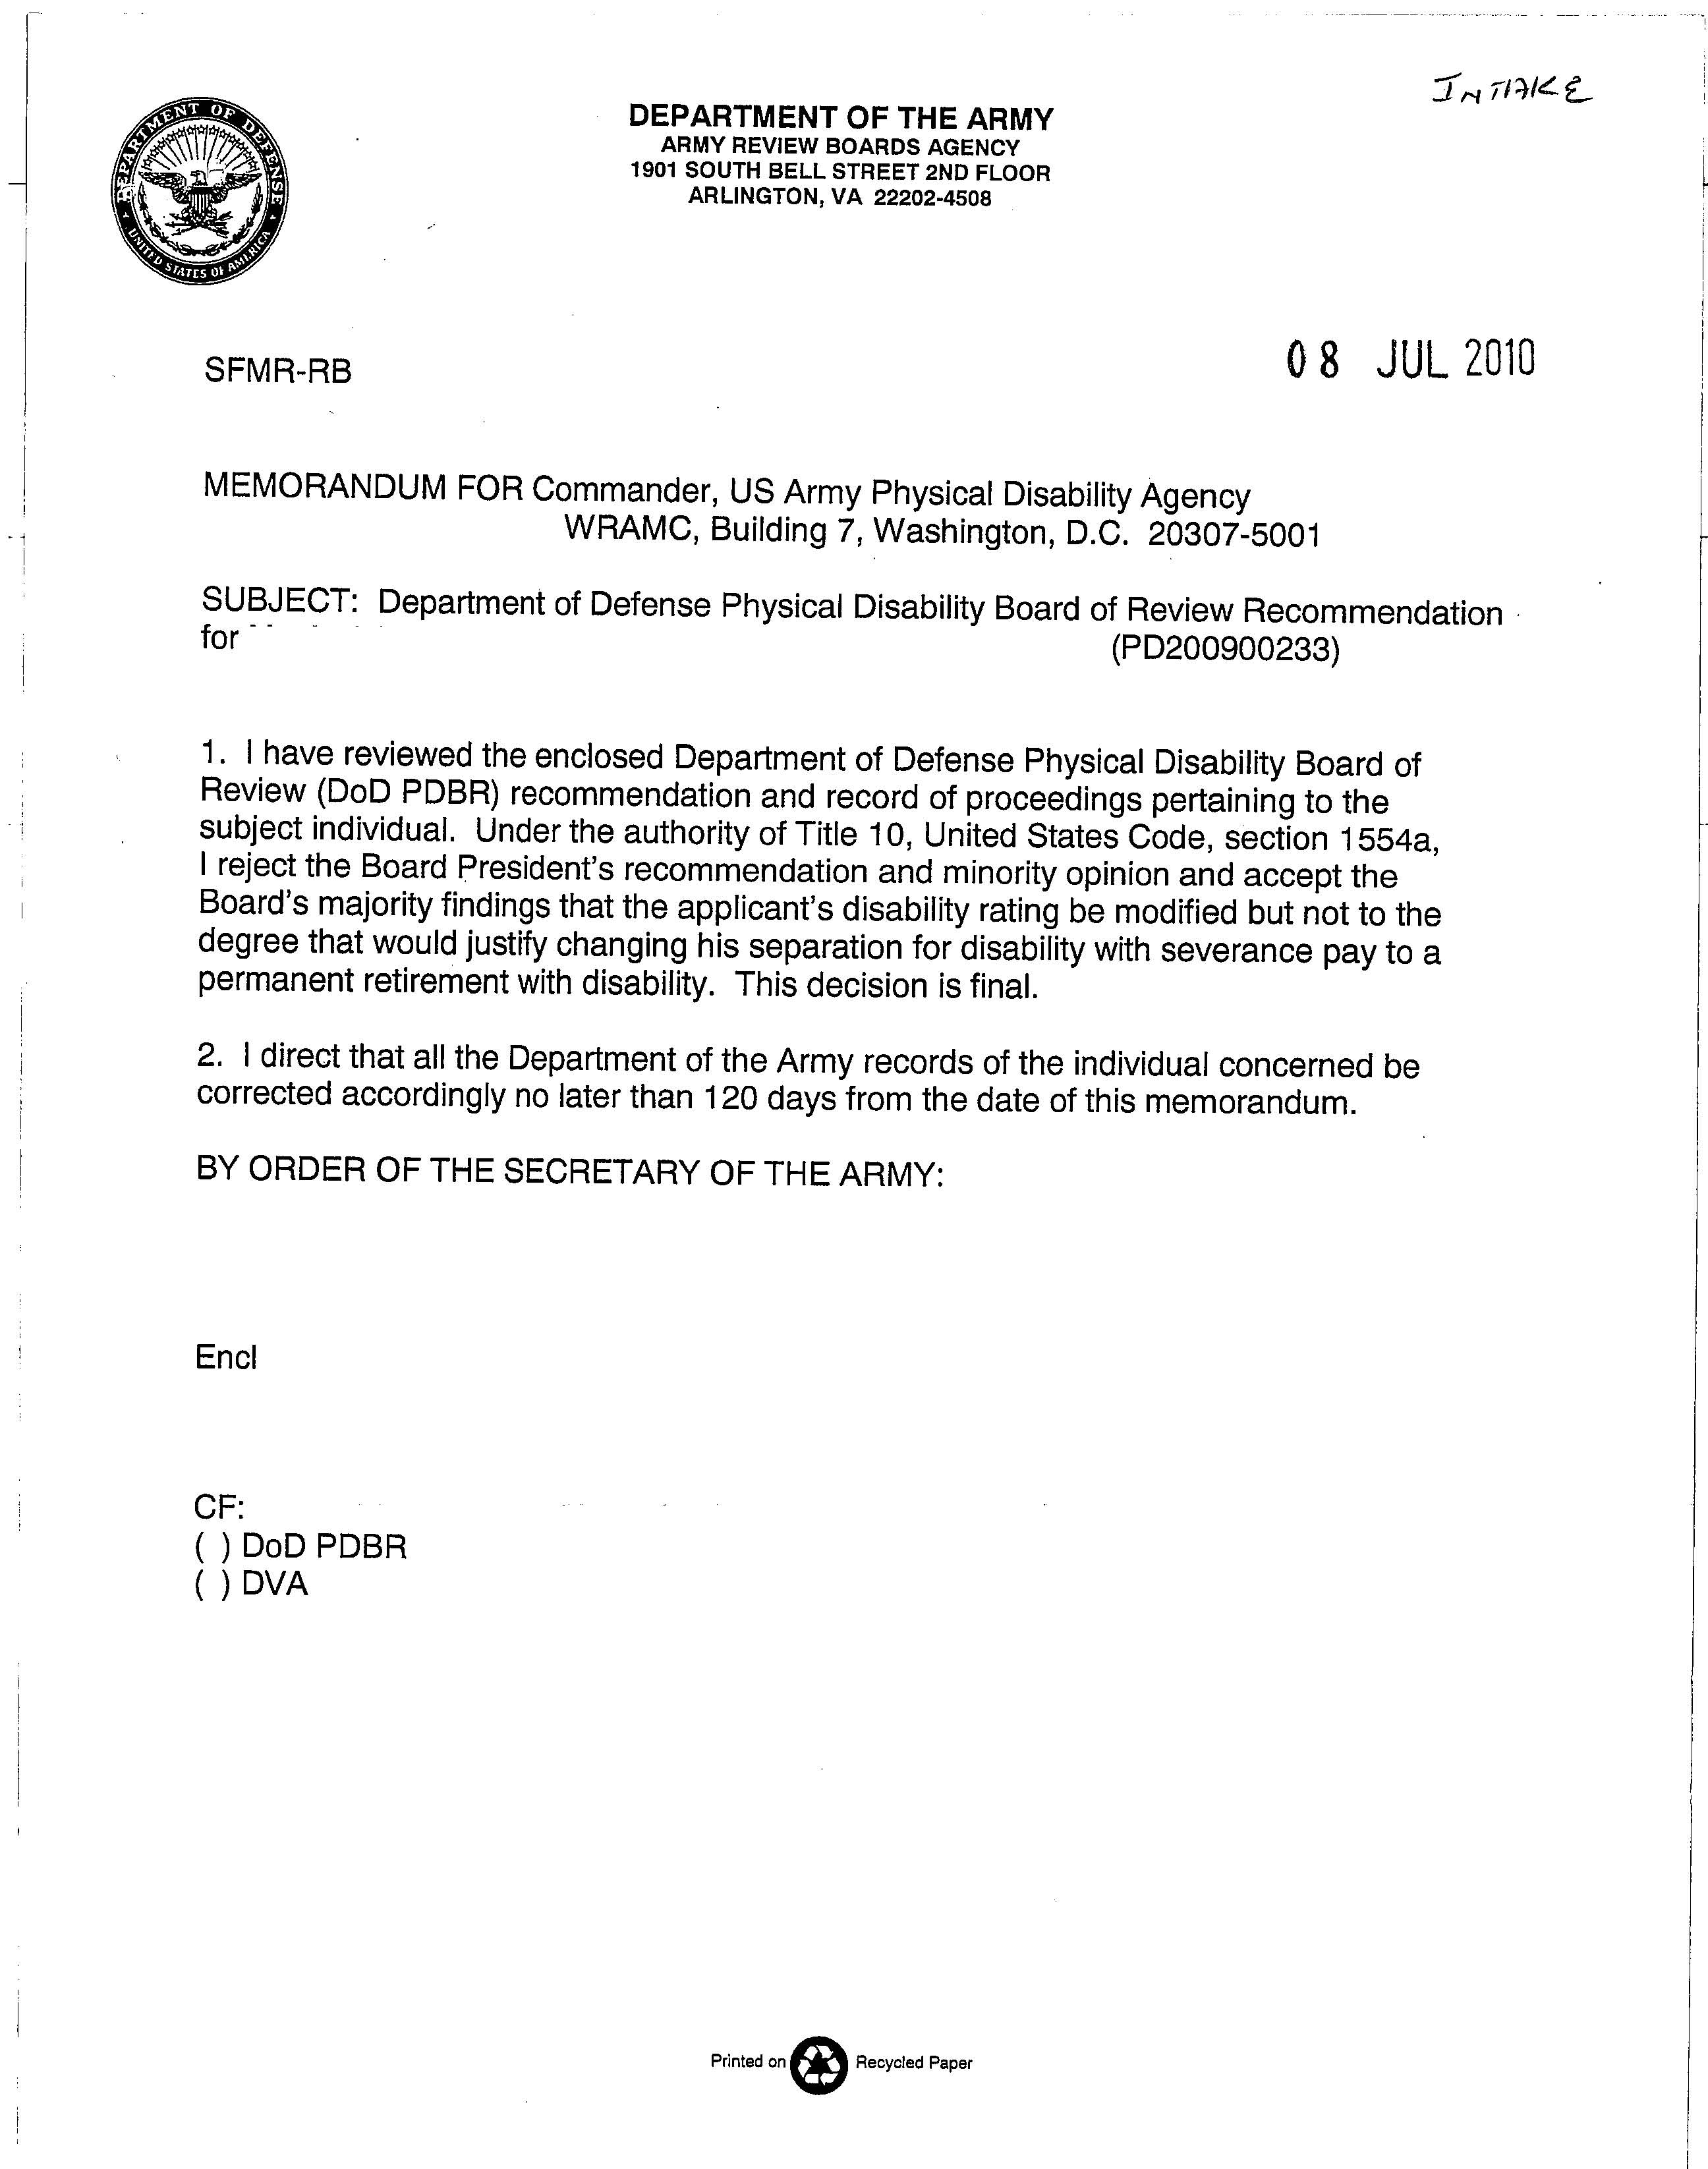 INTAKE
DEPARTMENT OF DEFENSE
UNITED STATES OF AMERICA
DEPARTMENT OF THE ARMY
ARMY REVIEW BOARDS AGENCY
1901 SOUTH BELL STREET 2ND FLOOR
ARLINGTON, VA 22202-4508
SFMR-RB
08 JUL 2010
MEMORANDUM FOR Commander, US Army Physical Disability Agency
WRAMC, Building 7, Washington, D.C. 20307-5001
SUBJECT: Department of Defense Physical Disability Board of Review Recommendation
for (PD200900233)
1. I have reviewed the enclosed Department of Defense Physical Disability Board of
Review (DoD PDBR) recommendation and record of proceedings pertaining to the
subject individual. Under the authority of Title 10, United States Code, section 1554a,
I reject the Board President's recommendation and minority opinion and accept the
Board's majority findings that the applicant's disability rating be modified but not to the
degree that would justify changing his separation for disability with severance pay to a
permanent retirement with disability. This decision is final.
2. I direct that all the Department of the Army records of the individual concerned be
corrected accordingly no later than 120 days from the date of this memorandum.
BY ORDER OF THE SECRETARY OF THE ARMY:
Encl
CF:
( ) DoD PDBR
( ) DVA
Printed on Recycled Paper